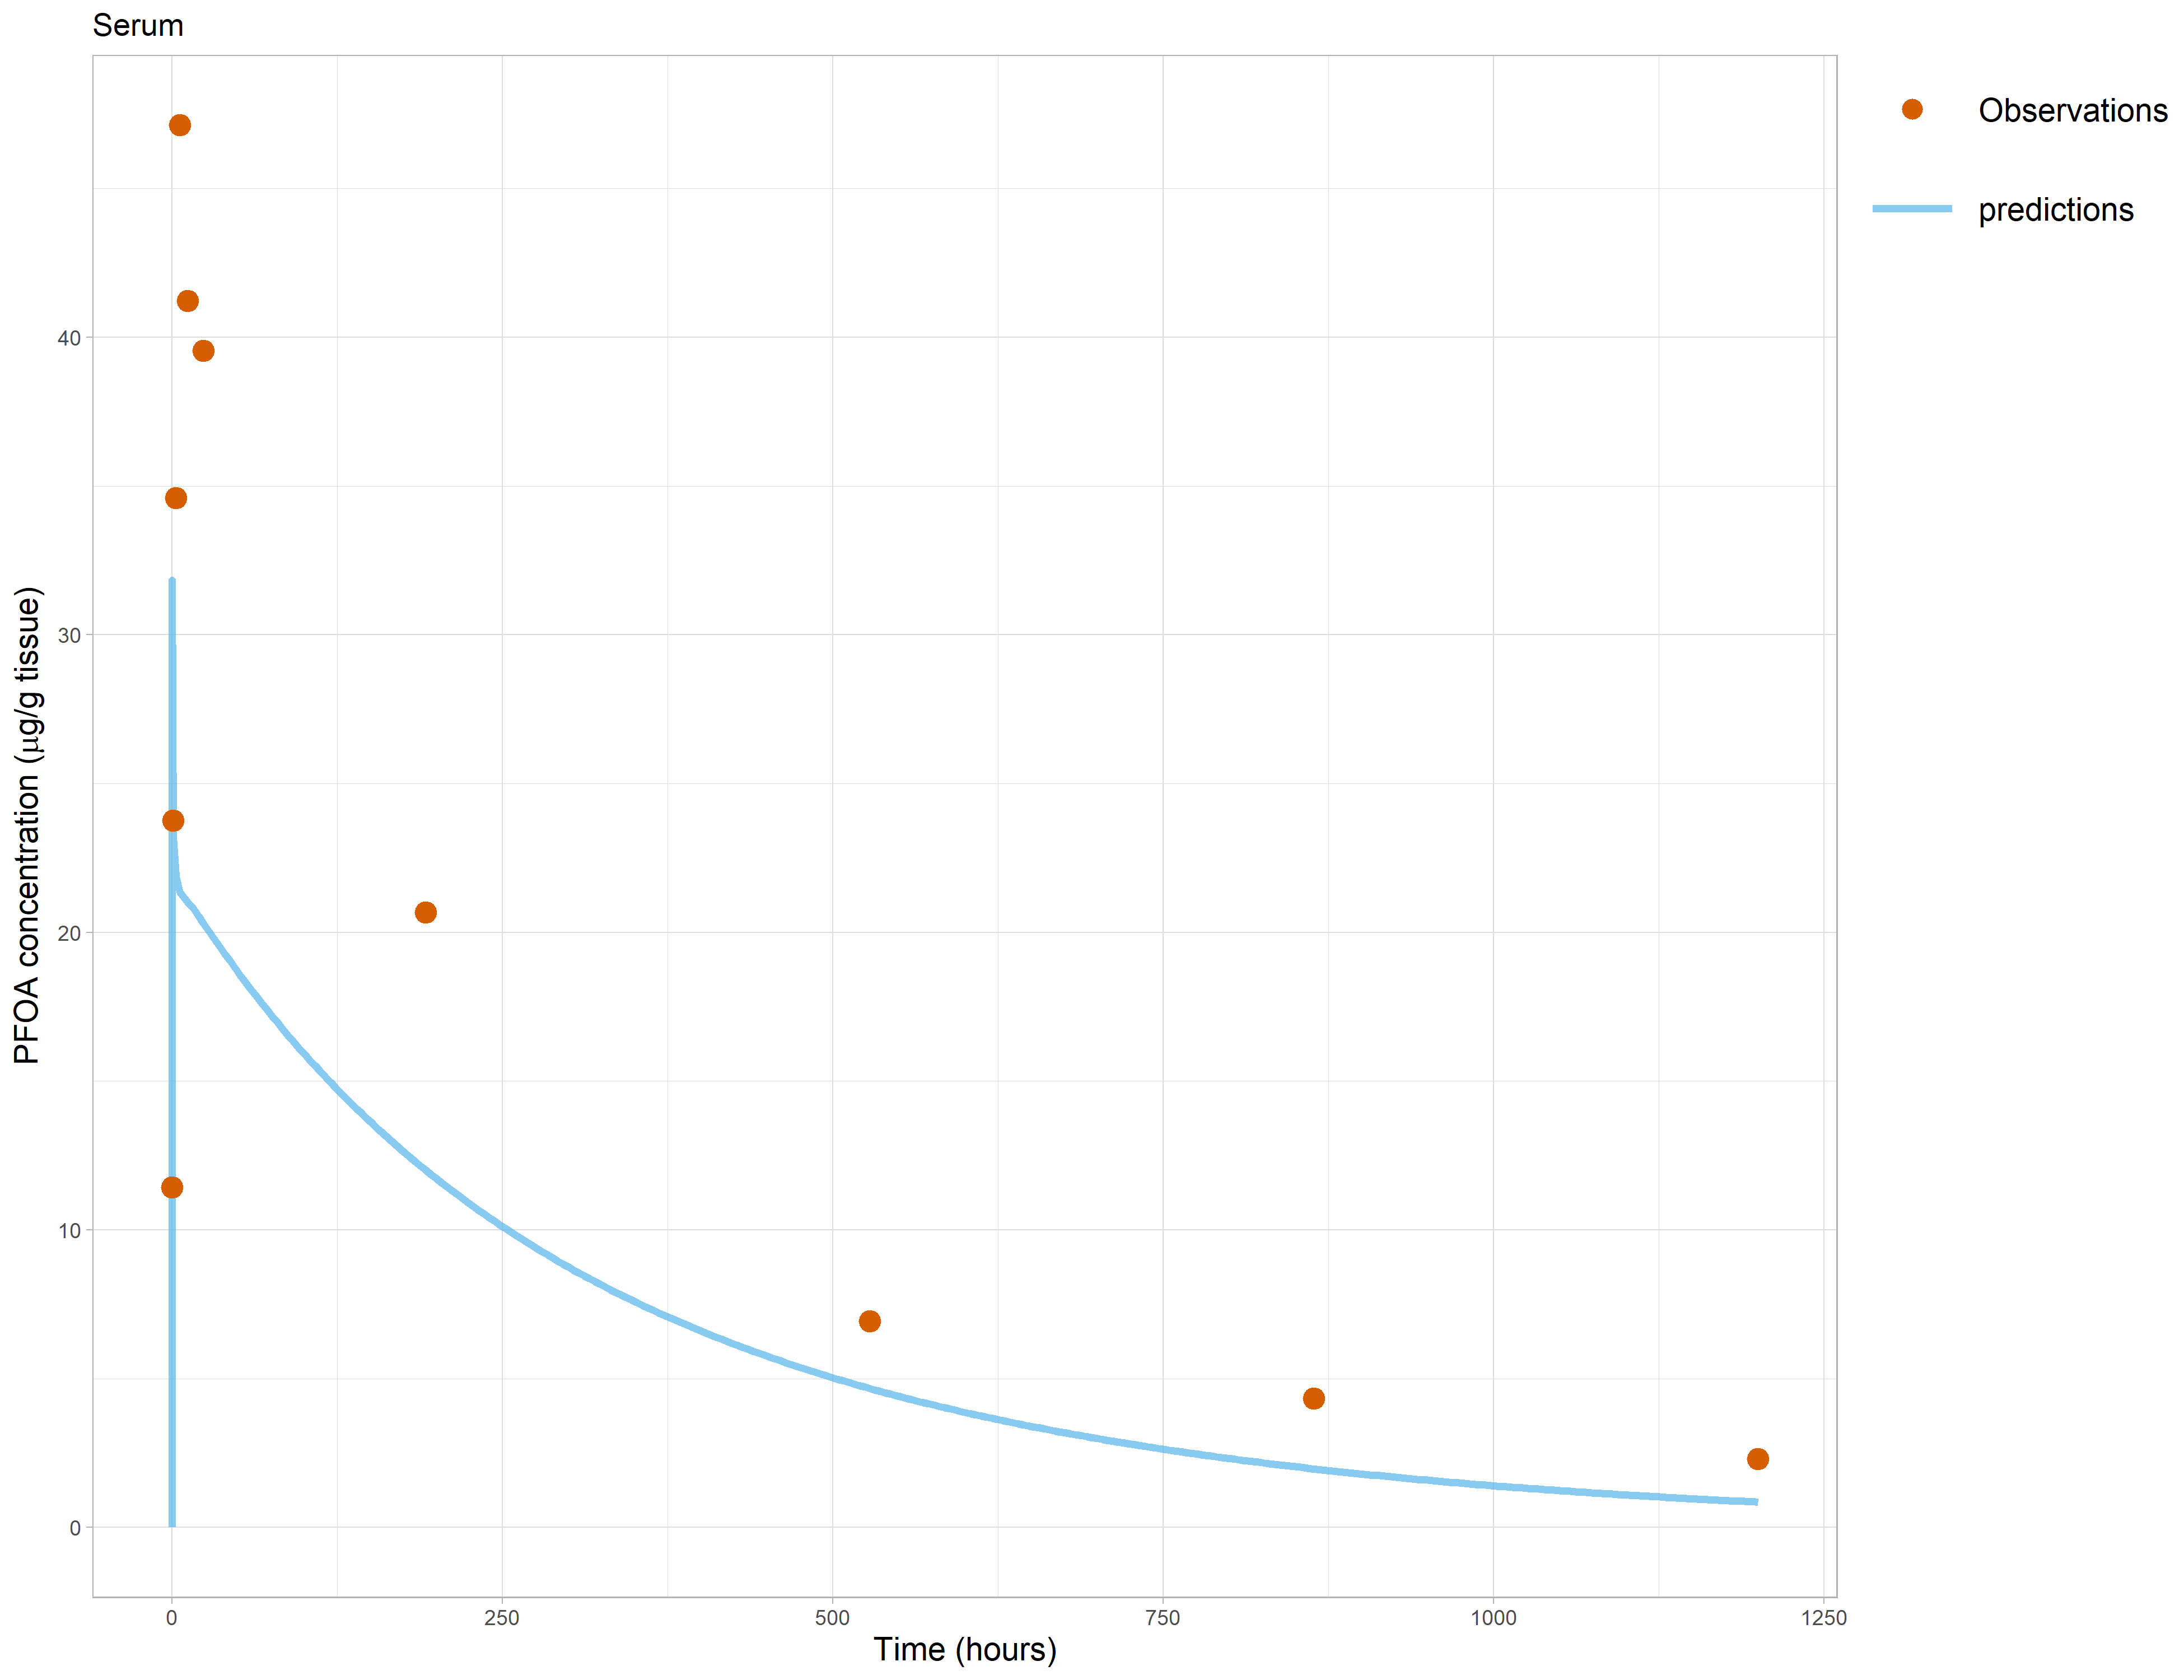 Serum
Observations
predictions
PFOA concentration (μg/g tissue)
40
30
20
10
0
0 250 500 750 1000 1250
Time (hours)